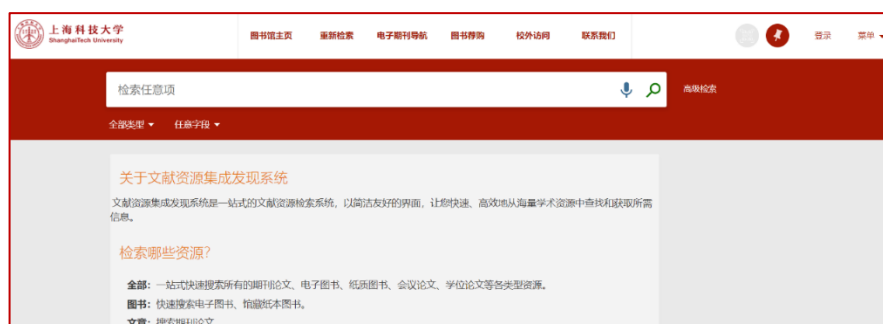 上海科技大学
ShanghaiTech University
图书馆主页 重新检索 电子期刊导航 图书荐购 校外访问 联系我们
登录 菜单
检索任意项
高级检索
全部类型 任意字段
关于文献资源集成发现系统
文献资源集成发现系统是一站式的文献资源检索系统，以简洁友好的界面，让您快速、高效地从海量学术资源中查找和获取所需
信息。
检索哪些资源?
全部：一站式快速搜索所有的期刊论文、电子图书、纸质图书、会议论文、学位论文等各类型资源。
图书：快速搜索电子图书、馆藏纸本图书。
文章：搜索期刊论文